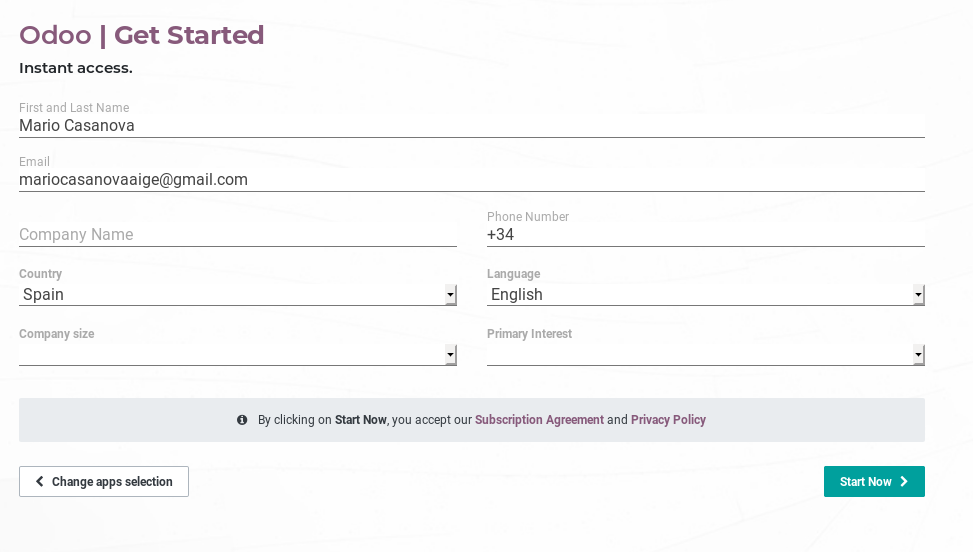 Odoo | Get Started
Instant access.
First and Last Name
Mario Casanova
Email
mariocasanovaaige@gmail.com
Company Name
Phone Number
+34
Country
Spain
Language
English
Company size
Primary Interest
By clicking on Start Now, you accept our Subscription Agreement and Privacy Policy
Change apps selection
Start Now